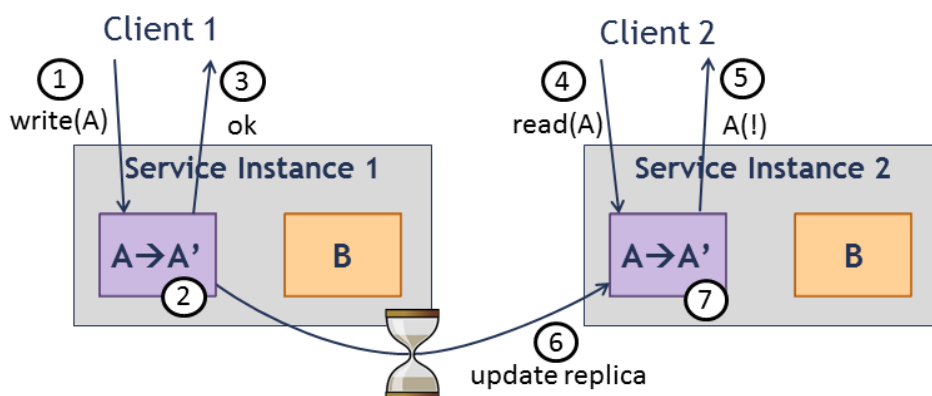 Client 1
Client 2
1
3
4
5
write(A)
ok
read(A)
A(!)
Service Instance 1
Service Instance 2
A→A’
B
A→A’
B
2
7
6
update replica